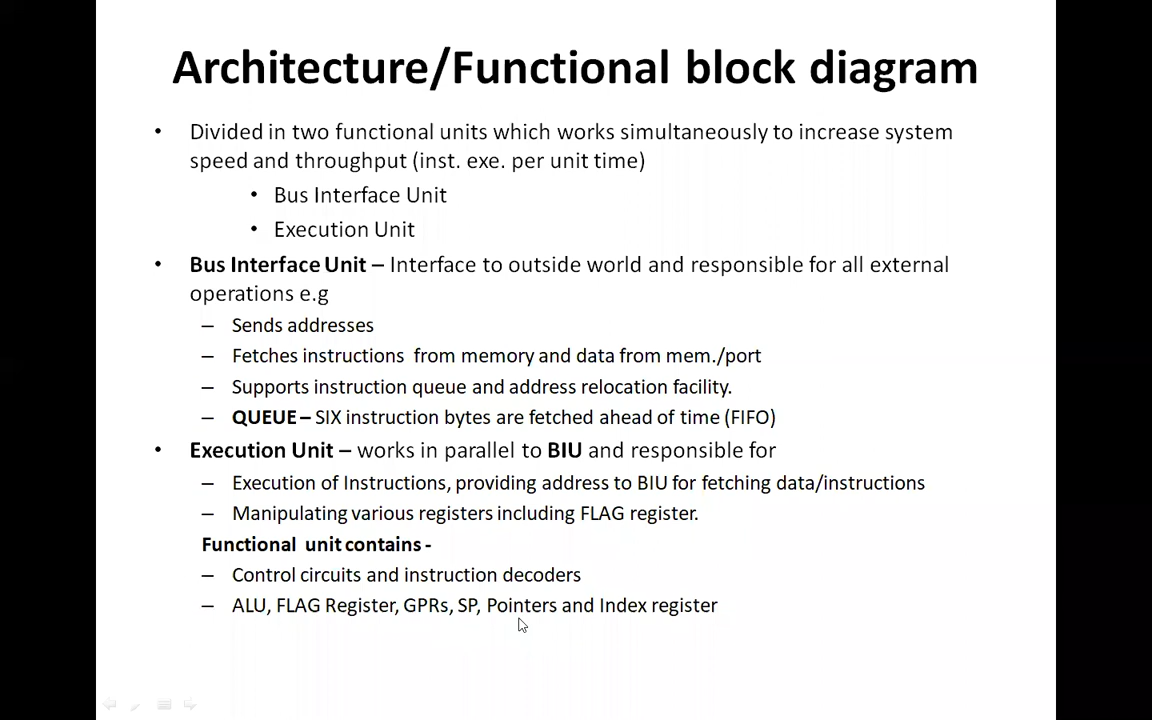 Architecture/Functional block diagram
• Divided in two functional units which works simultaneously to increase system
speed and throughput (inst. exe. per unit time)
• Bus Interface Unit
• Execution Unit
• Bus Interface Unit – Interface to outside world and responsible for all external
operations e.g
– Sends addresses
– Fetches instructions from memory and data from mem./port
– Supports instruction queue and address relocation facility.
– QUEUE – SIX instruction bytes are fetched ahead of time (FIFO)
• Execution Unit – works in parallel to BIU and responsible for
– Execution of Instructions, providing address to BIU for fetching data/instructions
– Manipulating various registers including FLAG register.
Functional unit contains -
– Control circuits and instruction decoders
– ALU, FLAG Register, GPRs, SP, Pointers and Index register